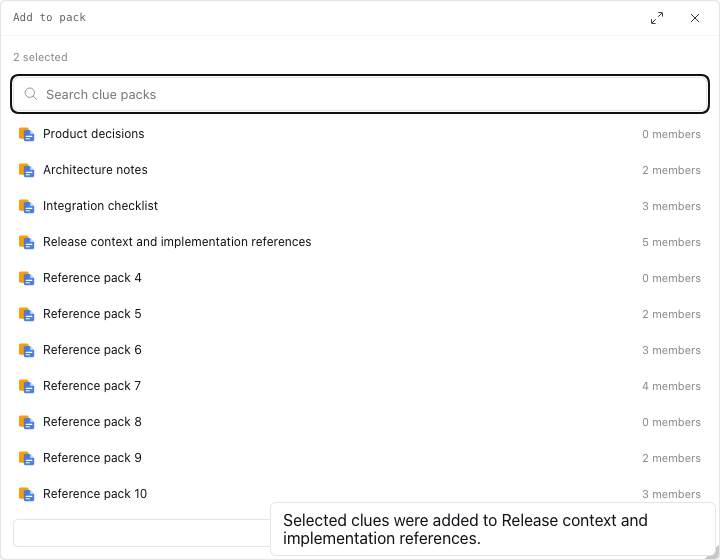 Add to pack
2 selected
Search clue packs
Product decisions 0 members
Architecture notes 2 members
Integration checklist 3 members
Release context and implementation references 5 members
Reference pack 4 0 members
Reference pack 5 2 members
Reference pack 6 3 members
Reference pack 7 4 members
Reference pack 8 0 members
Reference pack 9 2 members
Reference pack 10 3 members
Selected clues were added to Release context and
implementation references.